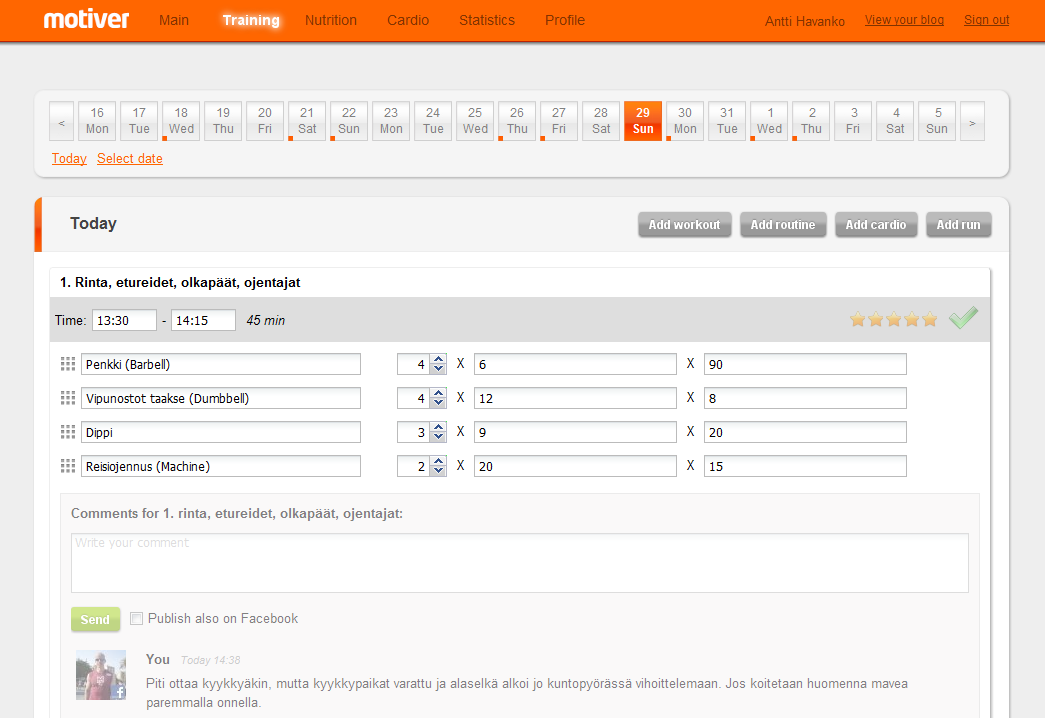 motiver Main Training Nutrition Cardio Statistics Profile Antti Havanko View your blog Sign out
< 16 17 18 19 20 21 22 23 24 25 26 27 28 29 30 31 1 2 3 4 5 >
Mon Tue Wed Thu Fri Sat Sun Mon Tue Wed Thu Fri Sat Sun Mon Tue Wed Thu Fri Sat Sun
Today Select date
Today Add workout Add routine Add cardio Add run
1. Rinta, etureidet, olkapäät, ojentajat
Time: 13:30 - 14:15 45 min
Penkki (Barbell) 4 X 6 X 90
Vipunostot taakse (Dumbbell) 4 X 12 X 8
Dippi 3 X 9 X 20
Reisiojennus (Machine) 2 X 20 X 15
Comments for 1. rinta, etureidet, olkapäät, ojentajat:
Write your comment
Send Publish also on Facebook
You Today 14:38
Piti ottaa kyykkyäkin, mutta kyykkypaikat varattu ja alaselkä alkoi jo kuntopyörässä vihoittelemaan. Jos koitetaan huomenna mavea
paremmalla onnella.